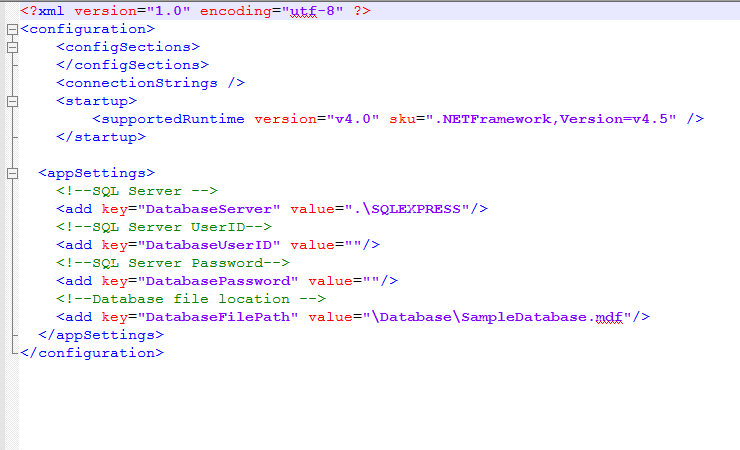 <?xml version="1.0" encoding="utf-8" ?>
<configuration>
<configSections>
</configSections>
<connectionStrings />
<startup>
<supportedRuntime version="v4.0" sku=".NETFramework,Version=v4.5" />
</startup>
<appSettings>
<!--SQL Server -->
<add key="DatabaseServer" value=".\SQLEXPRESS"/>
<!--SQL Server UserID-->
<add key="DatabaseUserID" value=""/>
<!--SQL Server Password-->
<add key="DatabasePassword" value=""/>
<!--Database file location -->
<add key="DatabaseFilePath" value="\Database\SampleDatabase.mdf"/>
</appSettings>
</configuration>